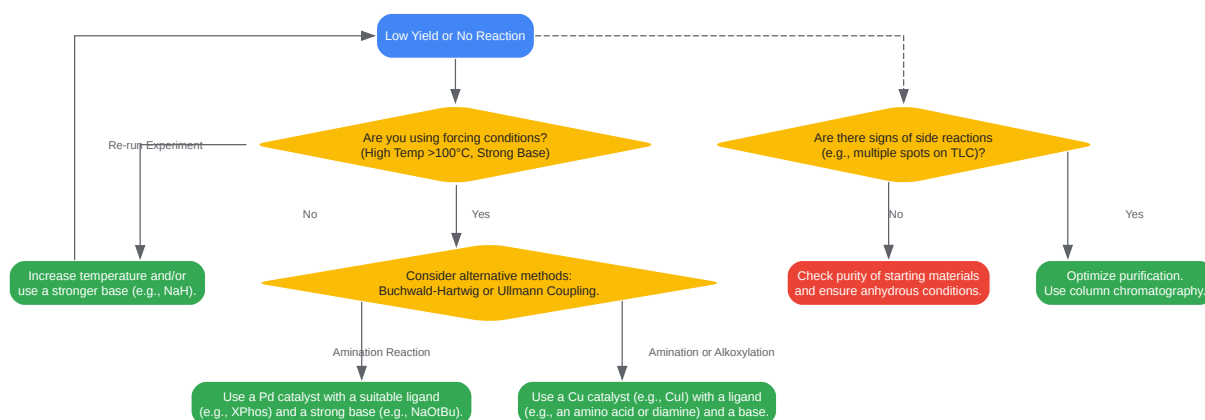 Low Yield or No Reaction
Are you using forcing conditions?
(High Temp >100°C, Strong Base)
Are there signs of side reactions
(e.g., multiple spots on TLC)?
Re-run Experiment
No
Yes
No
Yes
Increase temperature and/or
use a stronger base (e.g., NaH).
Consider alternative methods:
Buchwald-Hartwig or Ullmann Coupling.
Check purity of starting materials
and ensure anhydrous conditions.
Optimize purification.
Use column chromatography.
Amination Reaction
Amination or Alkoxylation
Use a Pd catalyst with a suitable ligand
(e.g., XPhos) and a strong base (e.g., NaOtBu).
Use a Cu catalyst (e.g., CuI) with a ligand
(e.g., an amino acid or diamine) and a base.